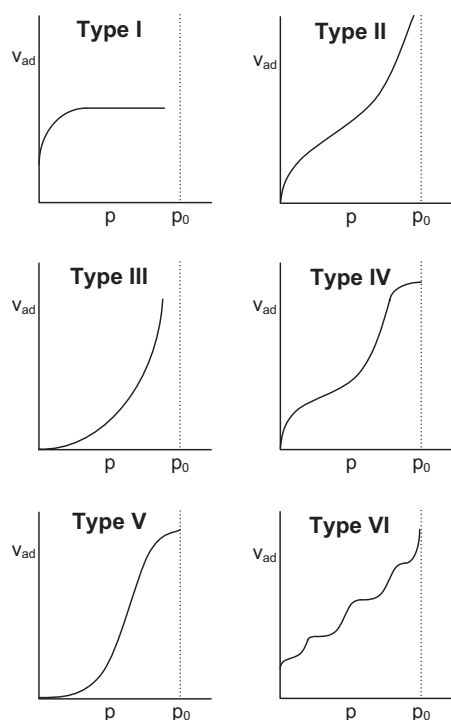 Type I
v_ad
p p₀
Type II
v_ad
p p₀
Type III
v_ad
p p₀
Type IV
v_ad
p p₀
Type V
v_ad
p p₀
Type VI
v_ad
p p₀